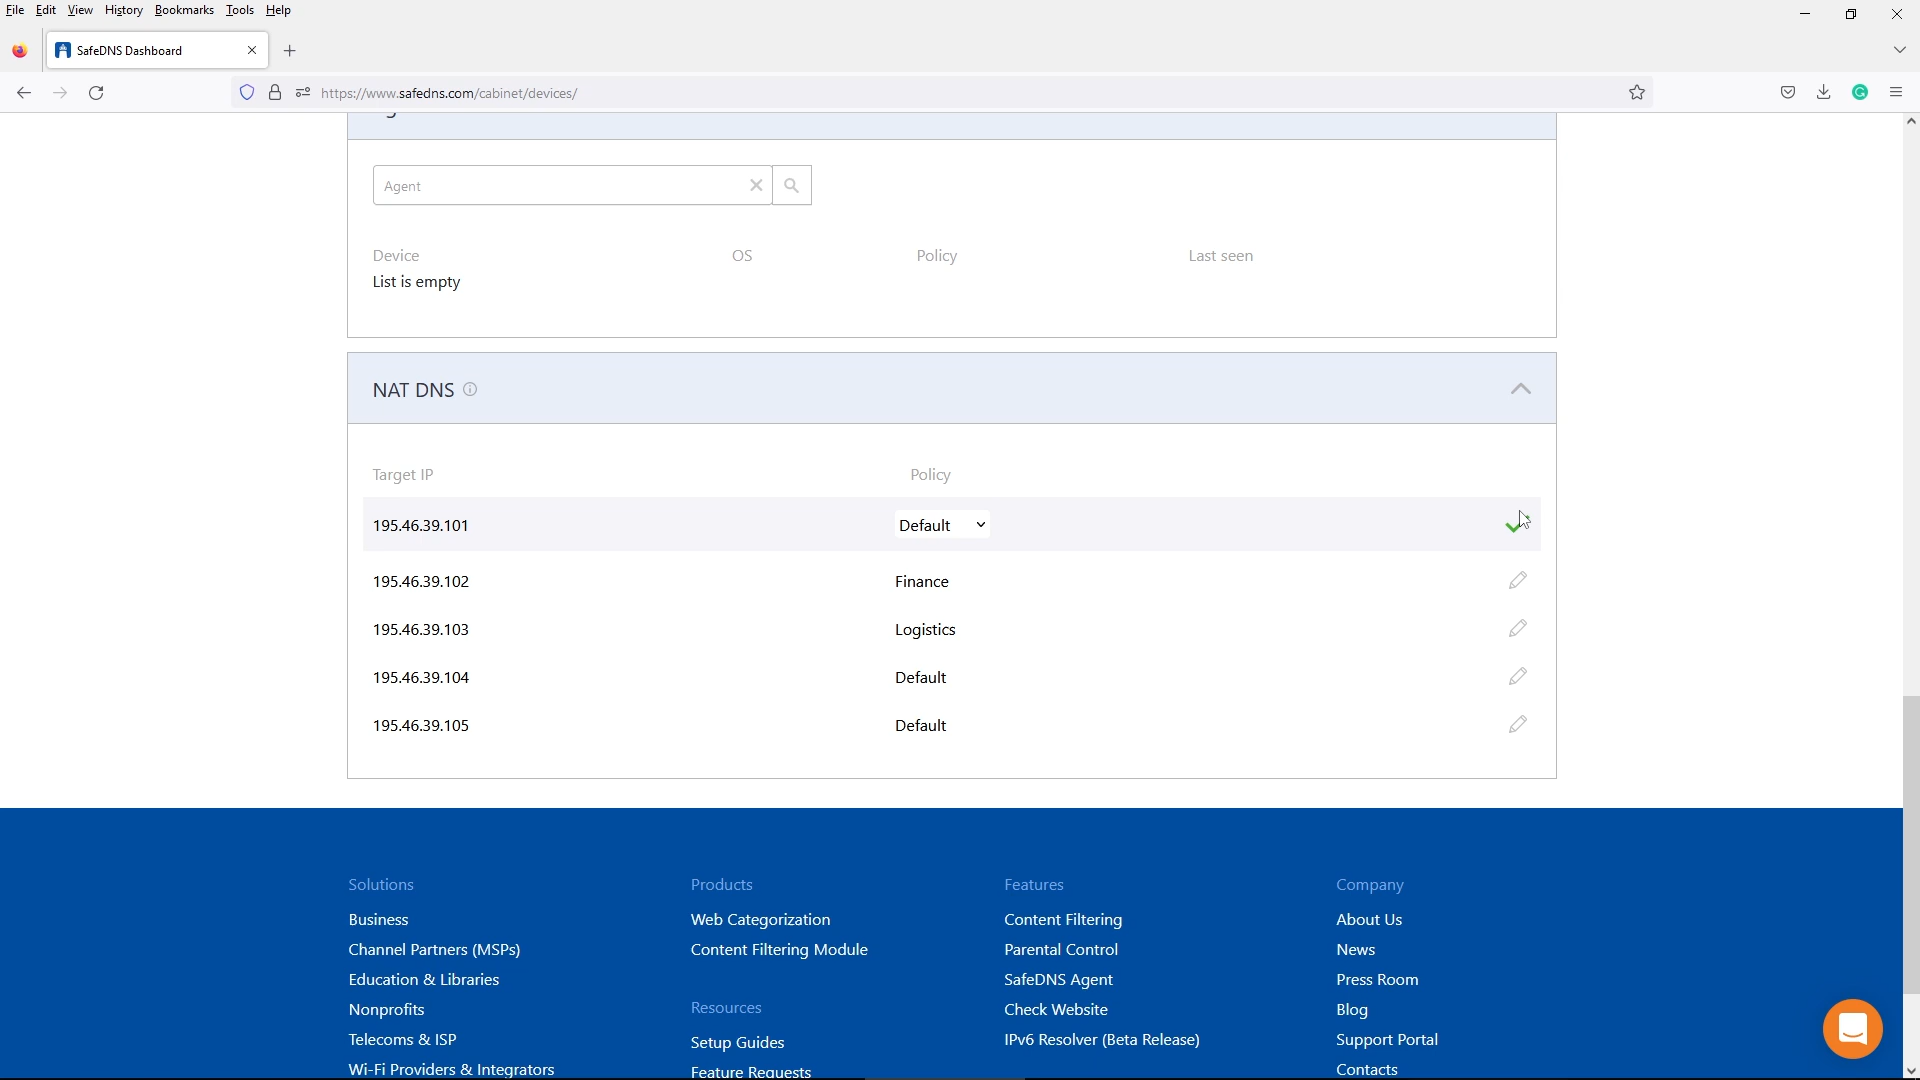 File Edit View History Bookmarks Tools Help
SafeDNS Dashboard
https://www.safedns.com/cabinet/devices/
Agent
Device OS Policy Last seen
List is empty
NAT DNS
Target IP Policy
195.46.39.101 Default
195.46.39.102 Finance
195.46.39.103 Logistics
195.46.39.104 Default
195.46.39.105 Default
Solutions Products Features Company
Business Web Categorization Content Filtering About Us
Channel Partners (MSPs) Content Filtering Module Parental Control News
Education & Libraries SafeDNS Agent Press Room
Nonprofits Resources Check Website Blog
Telecoms & ISP Setup Guides IPv6 Resolver (Beta Release) Support Portal
Wi-Fi Providers & Integrators Feature Requests Contacts